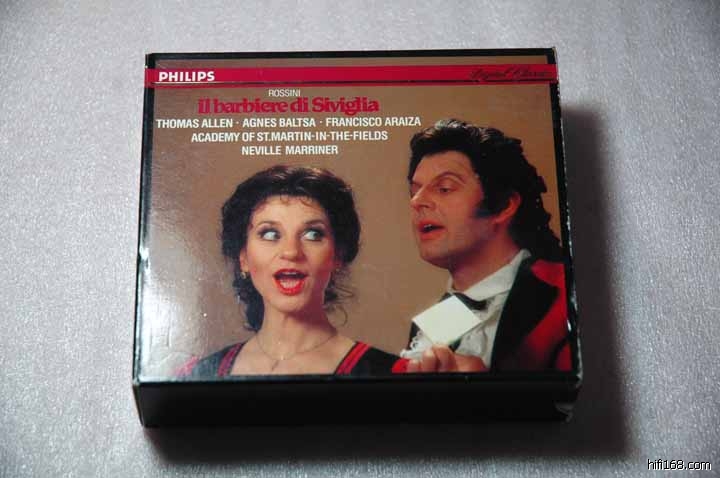 PHILIPS
Digital Classics
ROSSINI
Il barbiere di Siviglia
THOMAS ALLEN · AGNES BALTSA · FRANCISCO ARAIZA
ACADEMY OF ST.MARTIN-IN-THE-FIELDS
NEVILLE MARRINER
hifi168.com